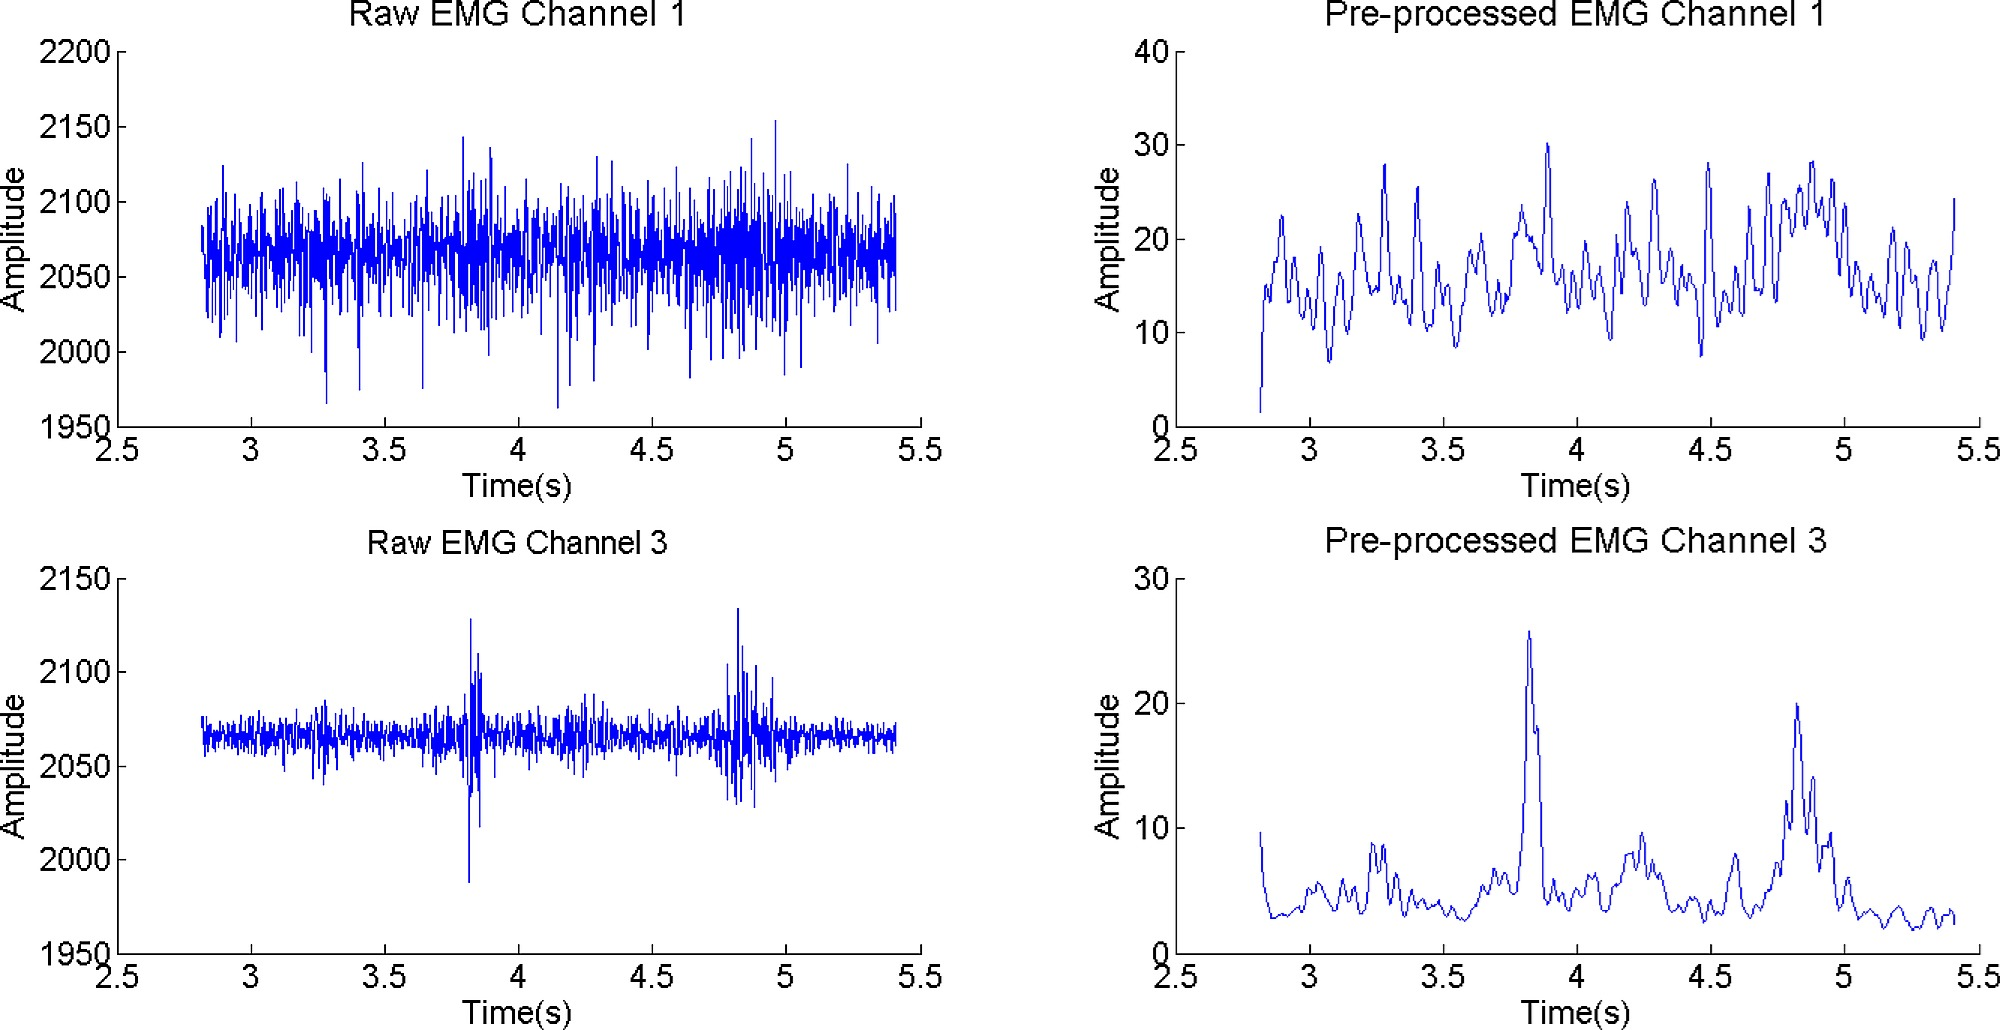 Raw EMG Channel 1
2200
2150
2100
2050
2000
1950
Amplitude
2.5 3 3.5 4 4.5 5 5.5
Time(s)
Pre-processed EMG Channel 1
40
30
20
10
0
Amplitude
2.5 3 3.5 4 4.5 5 5.5
Time(s)
Raw EMG Channel 3
2150
2100
2050
2000
1950
Amplitude
2.5 3 3.5 4 4.5 5 5.5
Time(s)
Pre-processed EMG Channel 3
30
20
10
0
Amplitude
2.5 3 3.5 4 4.5 5 5.5
Time(s)